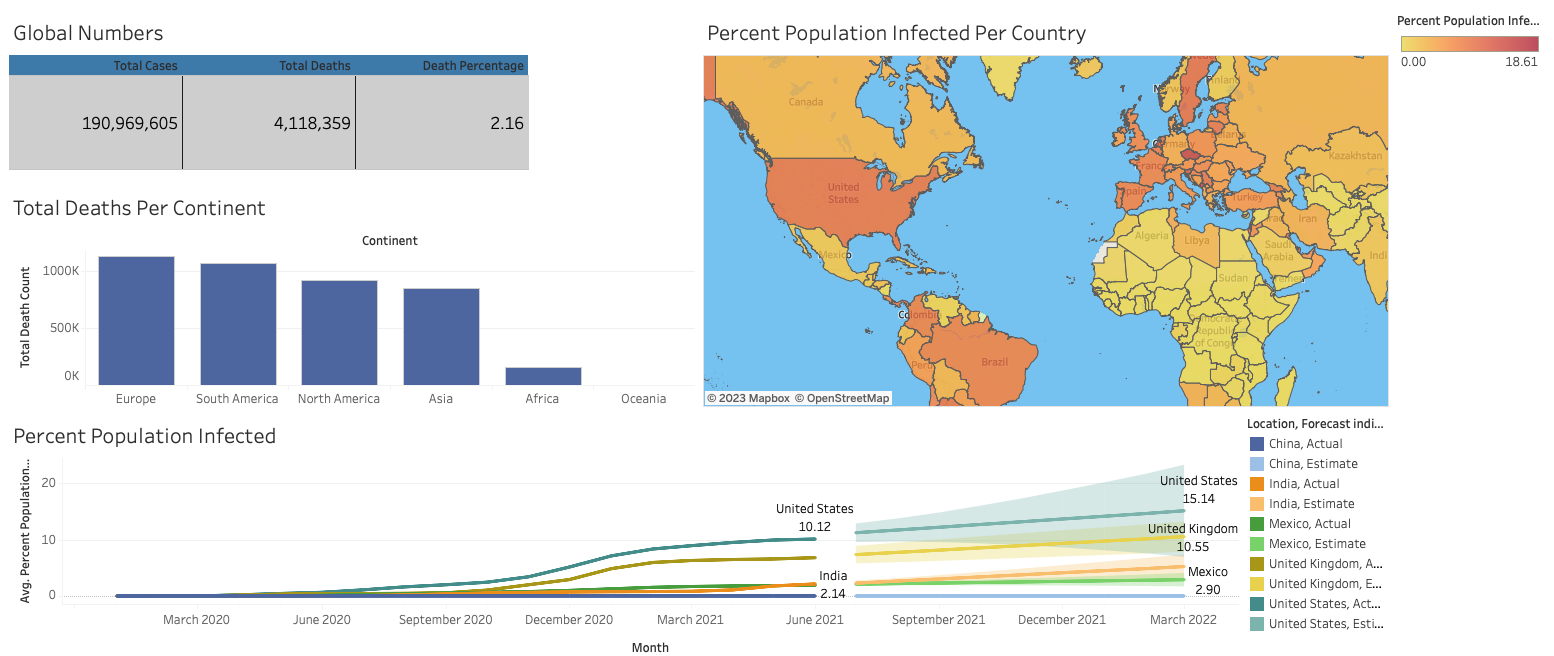 Global Numbers
Total Cases Total Deaths Death Percentage
190,969,605 4,118,359 2.16
Total Deaths Per Continent
Continent
Total Death Count
1000K
500K
0K
Europe South America North America Asia Africa Oceania
Percent Population Infected Per Country
Canada
United
States
Mexico
Colombi
Peru
Brazil
Norway
Finland
Belarus
Germany
France
Spain
Turkey
Kazakhstan
Iraq
Iran
Algeria
Libya
Saudi
Arabia
Sudan
Yemen
Democratic
Republic
of Congo
Indi
© 2023 Mapbox © OpenStreetMap
Percent Population Infe...
0.00 18.61
Percent Population Infected
Avg. Percent Population...
20
10
0
United States
10.12
India
2.14
United States
15.14
United Kingdom
10.55
Mexico
2.90
March 2020 June 2020 September 2020 December 2020 March 2021 June 2021 September 2021 December 2021 March 2022
Month
Location, Forecast indi...
China, Actual
China, Estimate
India, Actual
India, Estimate
Mexico, Actual
Mexico, Estimate
United Kingdom, A...
United Kingdom, E...
United States, Act...
United States, Esti...